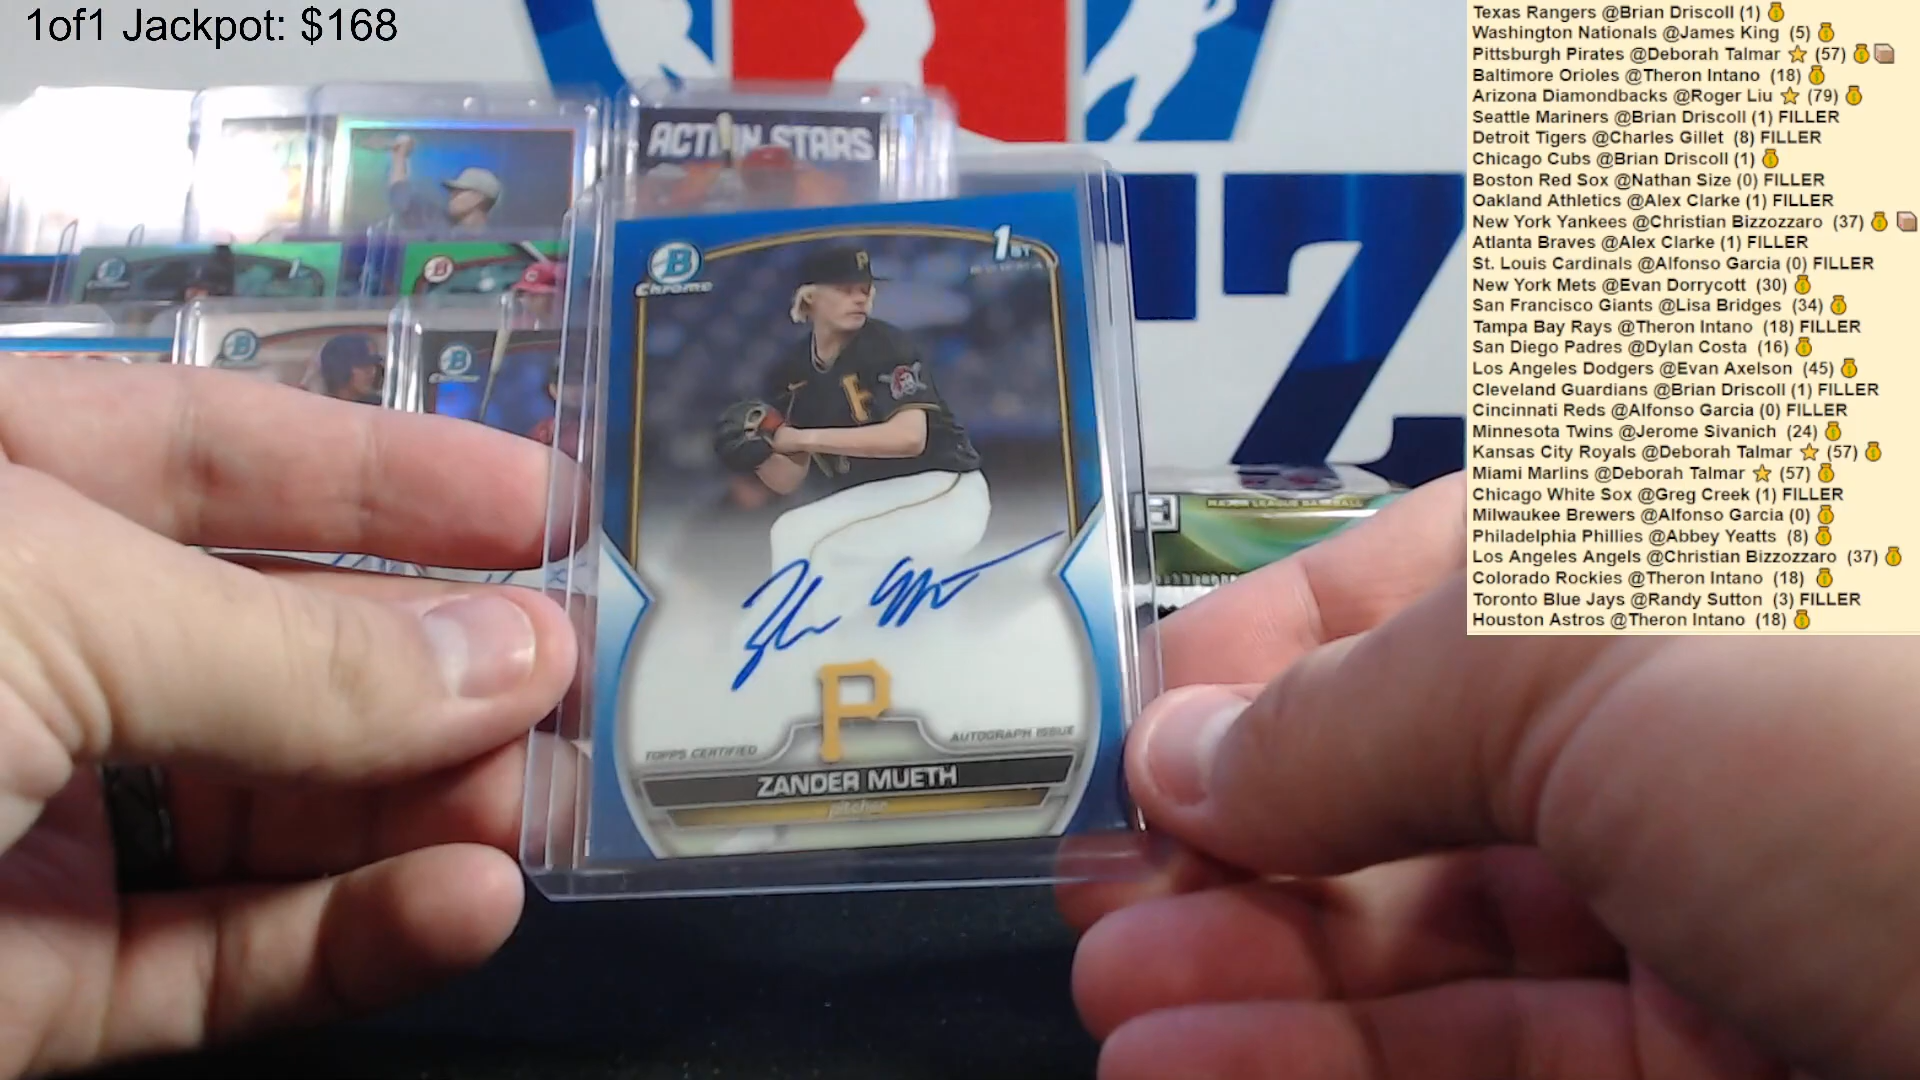 1of1 Jackpot: $168
Texas Rangers @Brian Driscoll (1)
Washington Nationals @James King (5)
Pittsburgh Pirates @Deborah Talmar (57)
Baltimore Orioles @Theron Intano (18)
Arizona Diamondbacks @Roger Liu (79)
Seattle Mariners @Brian Driscoll (1) FILLER
Detroit Tigers @Charles Gillet (8) FILLER
Chicago Cubs @Brian Driscoll (1)
Boston Red Sox @Nathan Size (0) FILLER
Oakland Athletics @Alex Clarke (1) FILLER
New York Yankees @Christian Bizzozzaro (37)
Atlanta Braves @Alex Clarke (1) FILLER
St. Louis Cardinals @Alfonso Garcia (0) FILLER
New York Mets @Evan Dorrycott (30)
San Francisco Giants @Lisa Bridges (34)
Tampa Bay Rays @Theron Intano (18) FILLER
San Diego Padres @Dylan Costa (16)
Los Angeles Dodgers @Evan Axelson (45)
Cleveland Guardians @Brian Driscoll (1) FILLER
Cincinnati Reds @Alfonso Garcia (0) FILLER
Minnesota Twins @Jerome Sivanich (24)
Kansas City Royals @Deborah Talmar (57)
Miami Marlins @Deborah Talmar (57)
Chicago White Sox @Greg Creek (1) FILLER
Milwaukee Brewers @Alfonso Garcia (0)
Philadelphia Phillies @Abbey Yeatts (8)
Los Angeles Angels @Christian Bizzozzaro (37)
Colorado Rockies @Theron Intano (18)
Toronto Blue Jays @Randy Sutton (3) FILLER
Houston Astros @Theron Intano (18)
ACTION STARS
B
Chrome
1ST
BOWMAN
P
MAJOR LEAGUE BASEBALL
P
TOPPS CERTIFIED
AUTOGRAPH ISSUE
ZANDER MUETH
pitcher